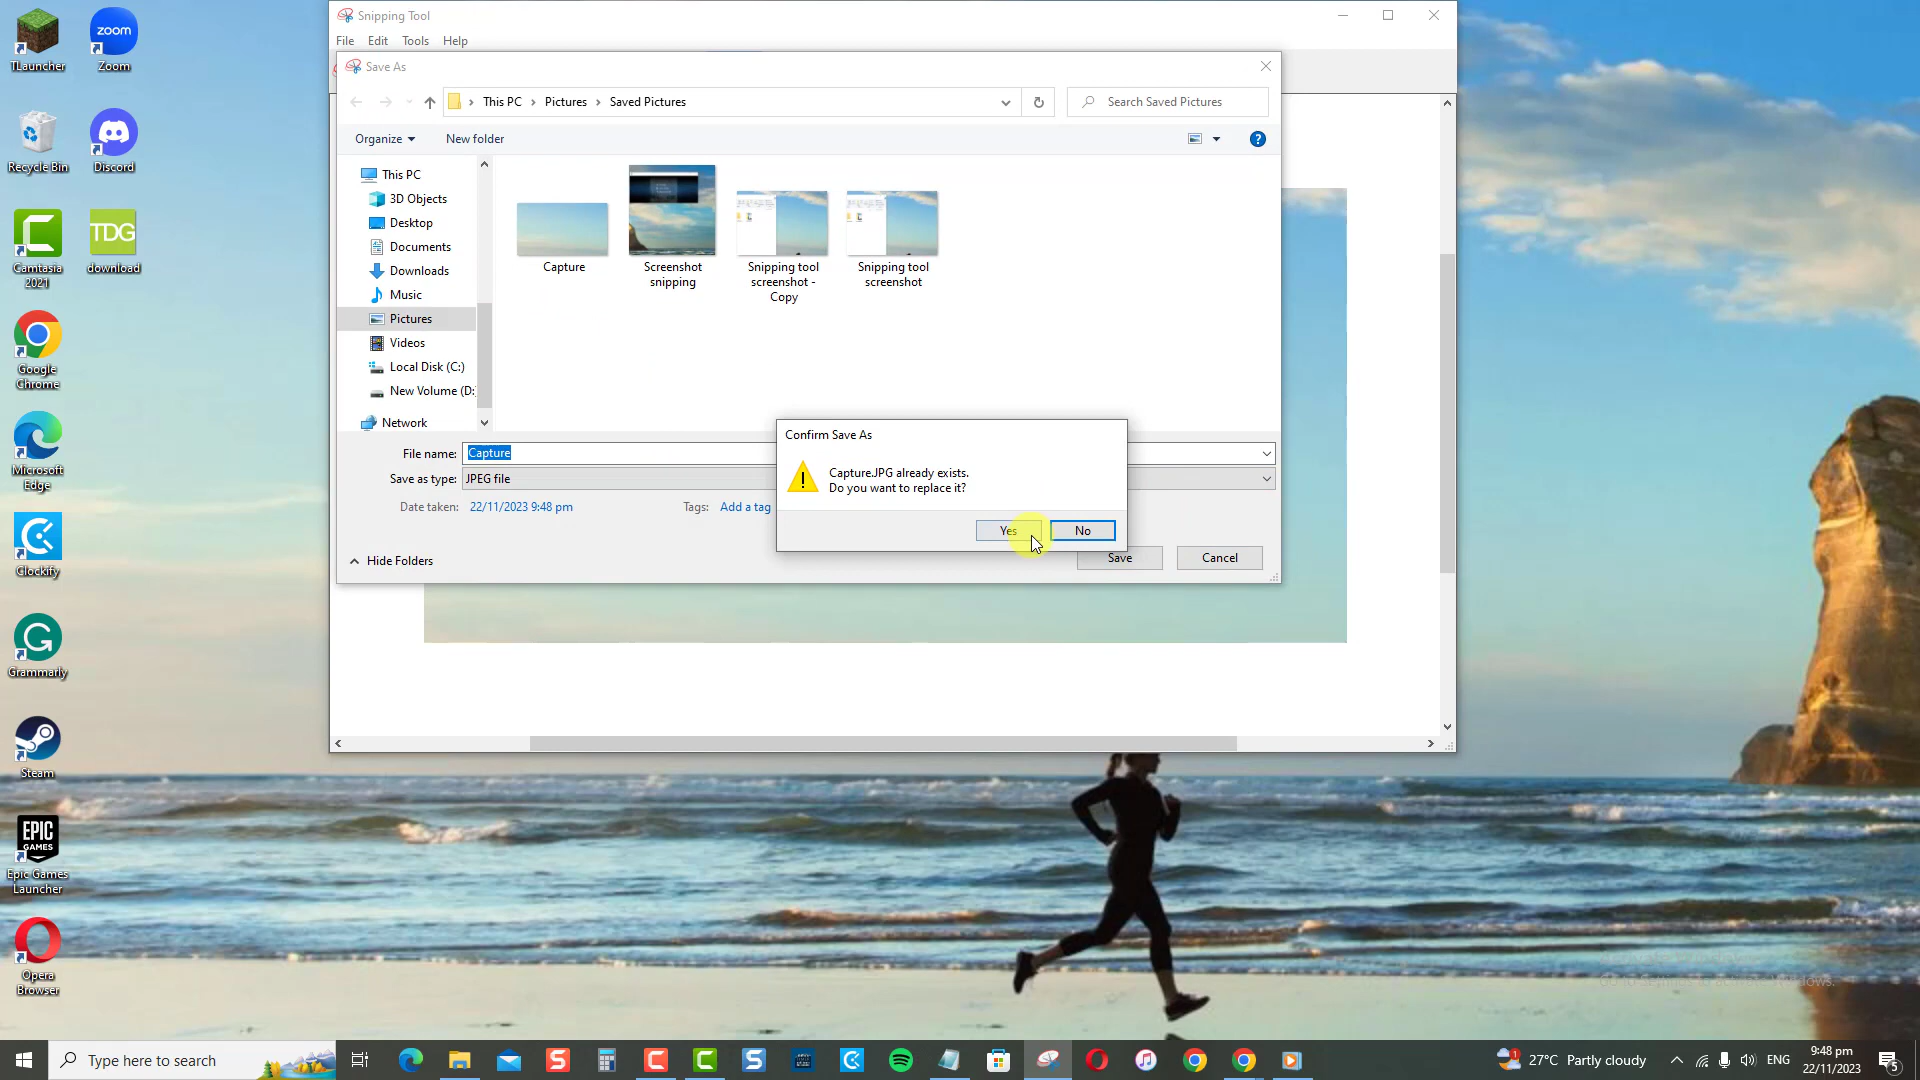 TLauncher
zoom
Zoom
Recycle Bin
Discord
Camtasia
2021
TDG
download
Google
Chrome
Microsoft
Edge
Clockify
Grammarly
Steam
EPIC
GAMES
Epic Games
Launcher
Opera
Browser
Snipping Tool
File Edit Tools Help
Save As
This PC > Pictures > Saved Pictures
Search Saved Pictures
Organize
New folder
This PC
3D Objects
Desktop
Documents
Downloads
Music
Pictures
Videos
Local Disk (C:)
New Volume (D:
Network
Capture
Screenshot
snipping
Snipping tool
screenshot -
Copy
Snipping tool
screenshot
File name: Capture
Save as type: JPEG file
Date taken: 22/11/2023 9:48 pm
Tags: Add a tag
Confirm Save As
Capture.JPG already exists.
Do you want to replace it?
Yes
No
Hide Folders
Save
Cancel
Type here to search
1
27°C Partly cloudy
ENG
9:48 pm
22/11/2023
5